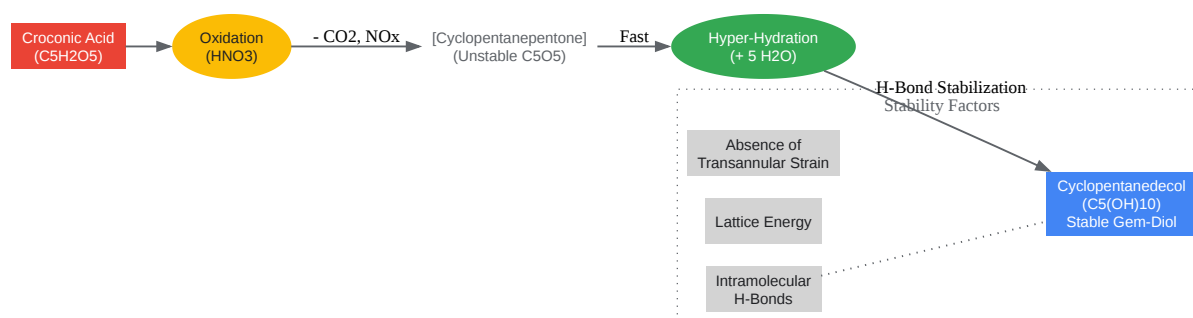 Croconic Acid
(C5H2O5)
Oxidation
(HNO3)
- CO2, NOx
[Cyclopentanepentone]
(Unstable C5O5)
Fast
Hyper-Hydration
(+ 5 H2O)
H-Bond Stabilization
Stability Factors
Absence of
Transannular Strain
Cyclopentanedecol
(C5(OH)10)
Stable Gem-Diol
Lattice Energy
Intramolecular
H-Bonds